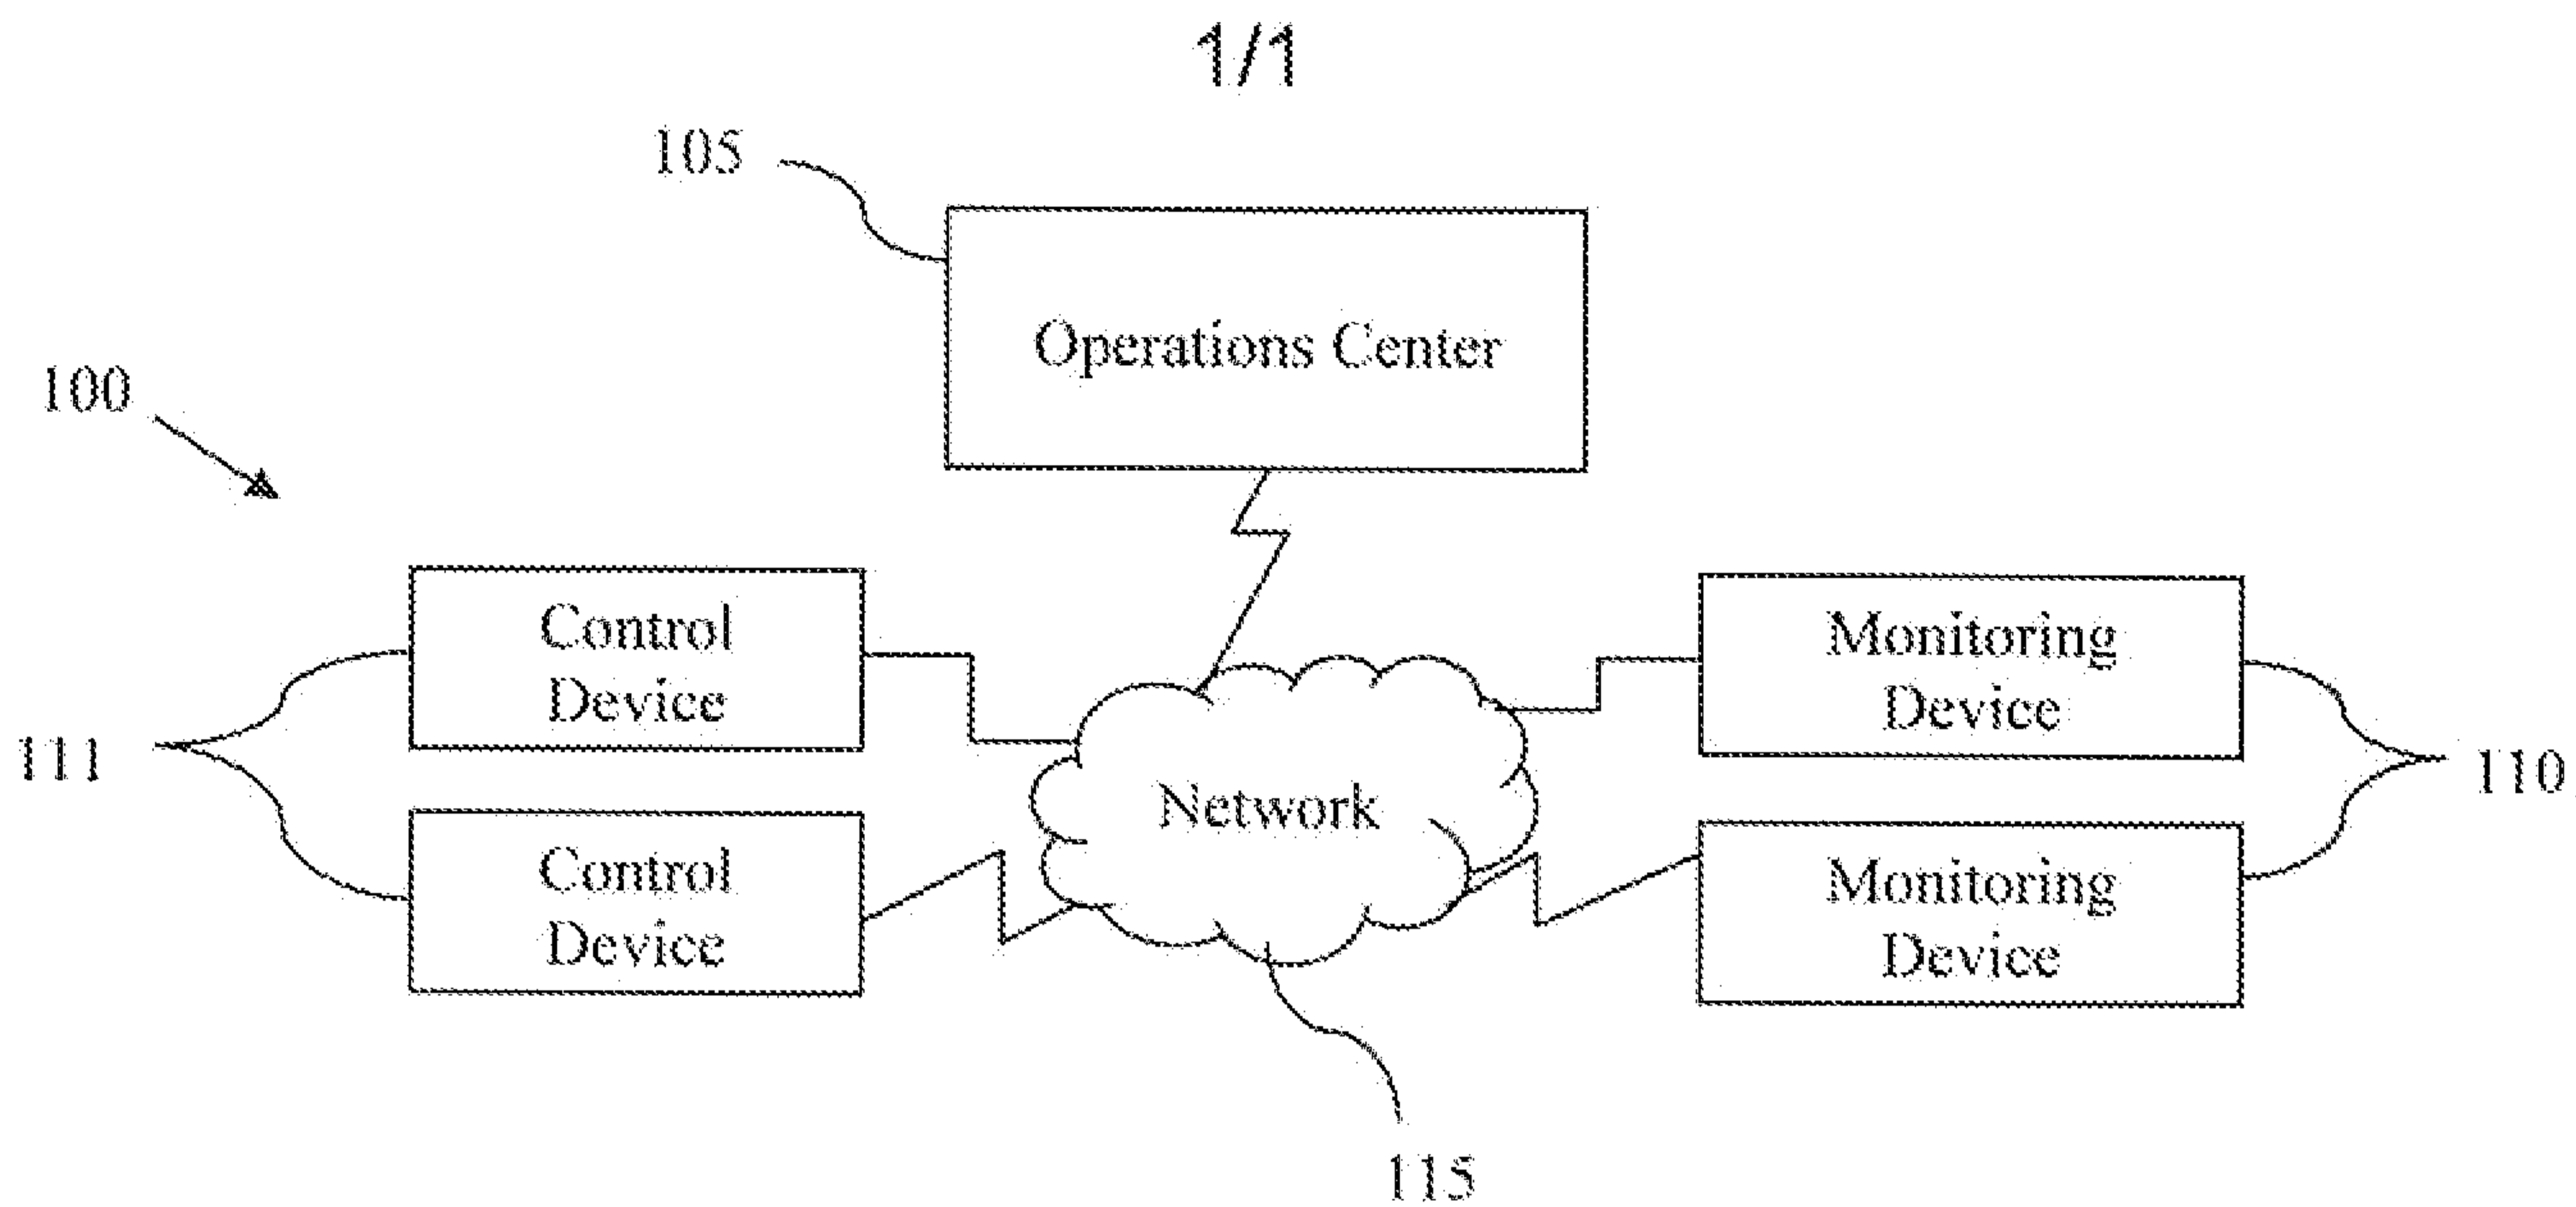 1/1
105
Operations Center
100
Control
Device
Monitoring
Device
111
Network
110
Control
Device
Monitoring
Device
115